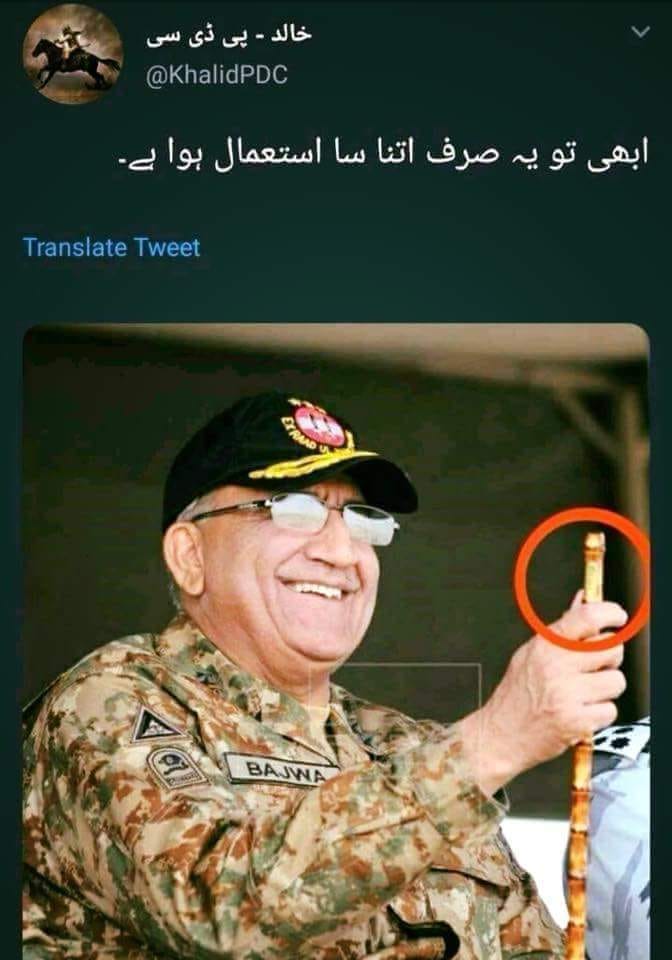 خالد - پی ڈی سی
@KhalidPDC
ابھی تو یہ صرف اتنا سا استعمال ہوا ہے۔
Translate Tweet
BAJWA